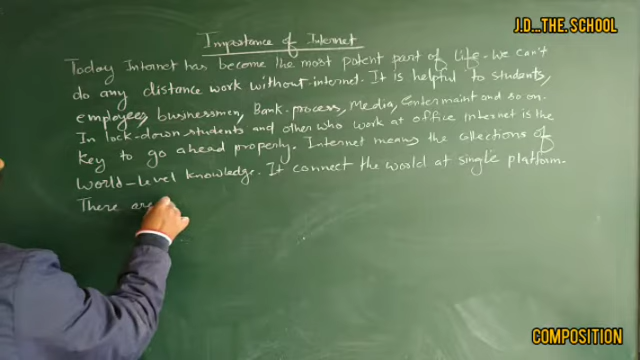 J.D...THE. SCHOOL
Importance of Internet
Today Internet has become the most potent part of life. We can't
do any distance work without internet. It is helpful to students,
employees, businessmen, Bank-process, Media, Entermaint and so on.
In lock-down students and other who work at office internet is the
Key to go ahead properly. Internet means the collections of
World-Level knowledge. It connect the world at single platform.
There are
COMPOSITION